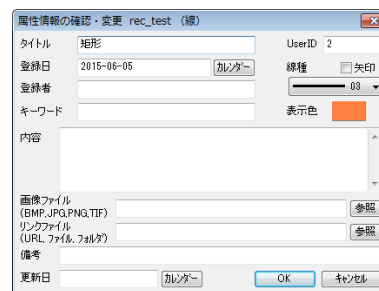 属性情報の確認・変更 rec_test （線）
タイトル 矩形 UserID 2
登録日 2015-06-05 カレンダー 線種 矢印
登録者 03
キーワード 表示色
内容
画像ファイル
(BMP,JPG,PNG,TIF) 参照
リンクファイル
(URL, ファイル, フォルダ) 参照
備考
更新日 カレンダー OK キャンセル